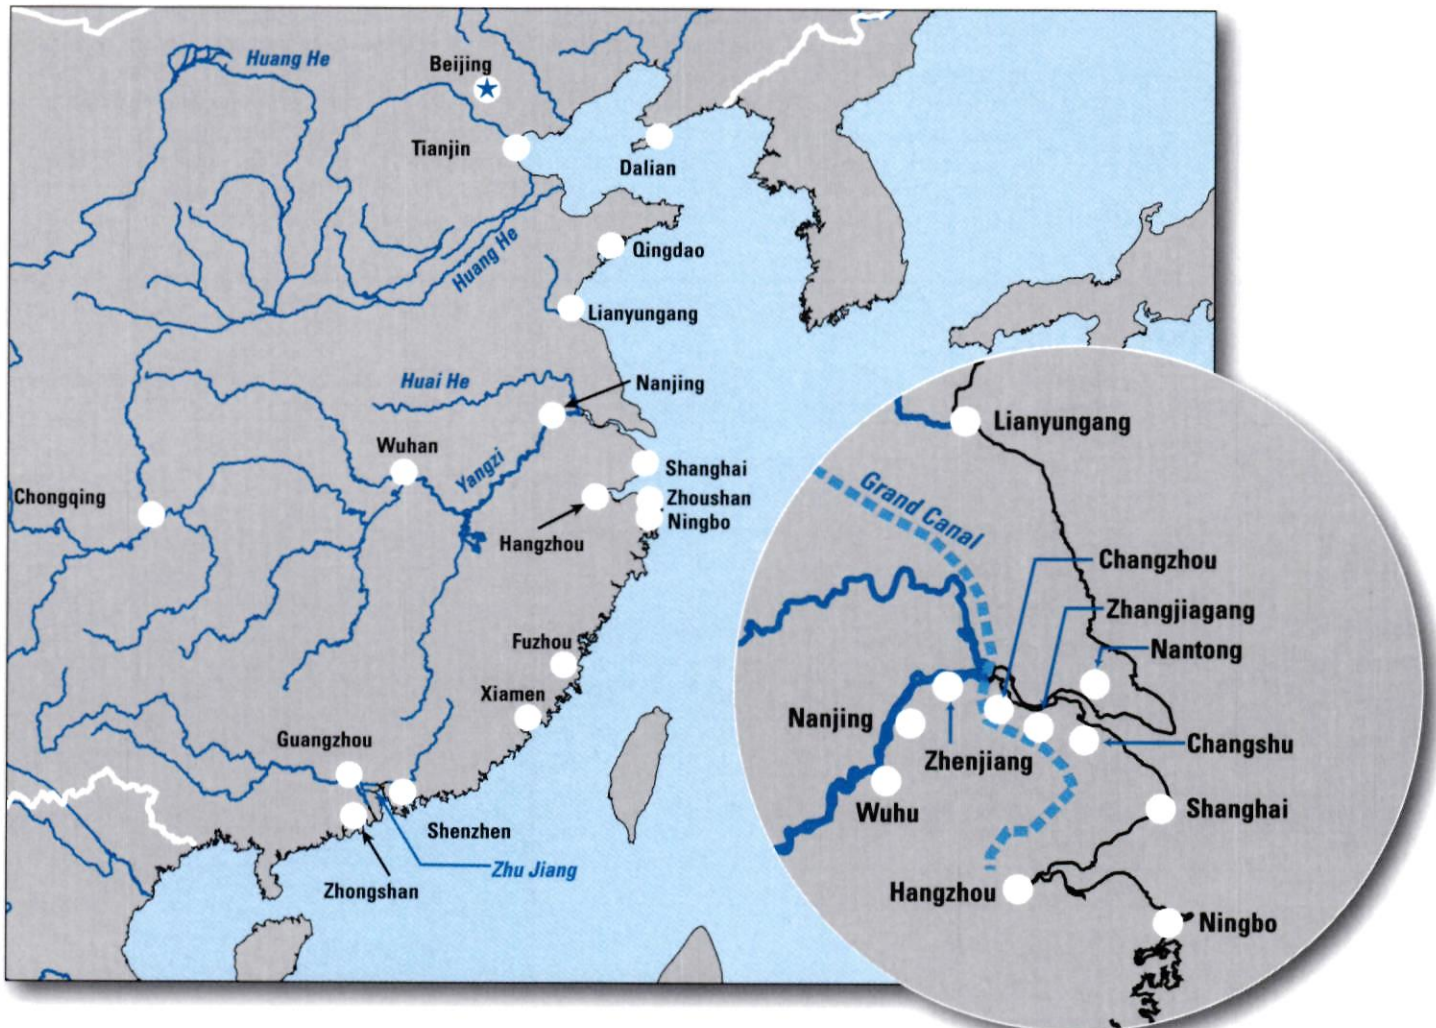 Huang He
Beijing
Tianjin
Dalian
Huang He
Qingdao
Lianyungang
Huai He
Nanjing
Wuhan
Yangzi
Shanghai
Chongqing
Zhoushan
Ningbo
Hangzhou
Fuzhou
Xiamen
Guangzhou
Shenzhen
Zhu Jiang
Zhongshan
Lianyungang
Grand Canal
Changzhou
Zhangjiagang
Nantong
Nanjing
Zhenjiang
Changshu
Wuhu
Shanghai
Hangzhou
Ningbo